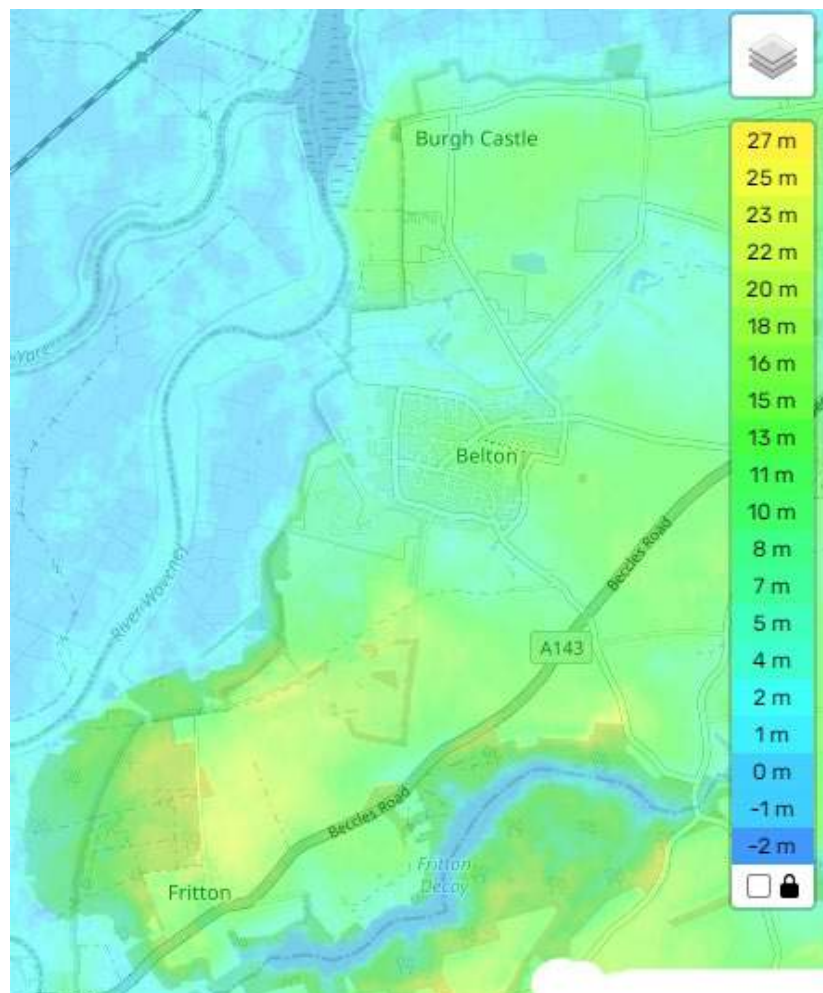 Burgh Castle
Yare
Belton
Beccles Road
River Waveney
A143
Beccles Road
Fritton
Decoy
Fritton
27 m
25 m
23 m
22 m
20 m
18 m
16 m
15 m
13 m
11 m
10 m
8 m
7 m
5 m
4 m
2 m
1 m
0 m
-1 m
-2 m